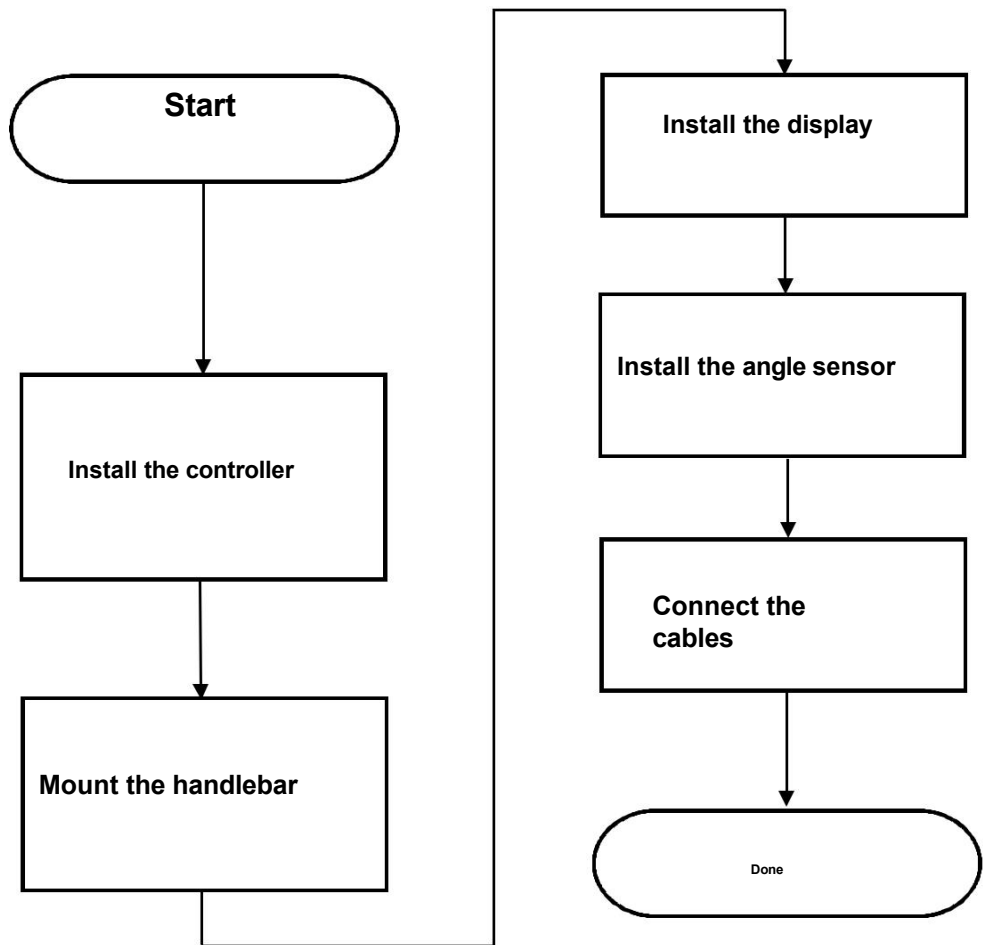 Start
Install the controller
Mount the handlebar
Install the display
Install the angle sensor
Connect the
cables
Done